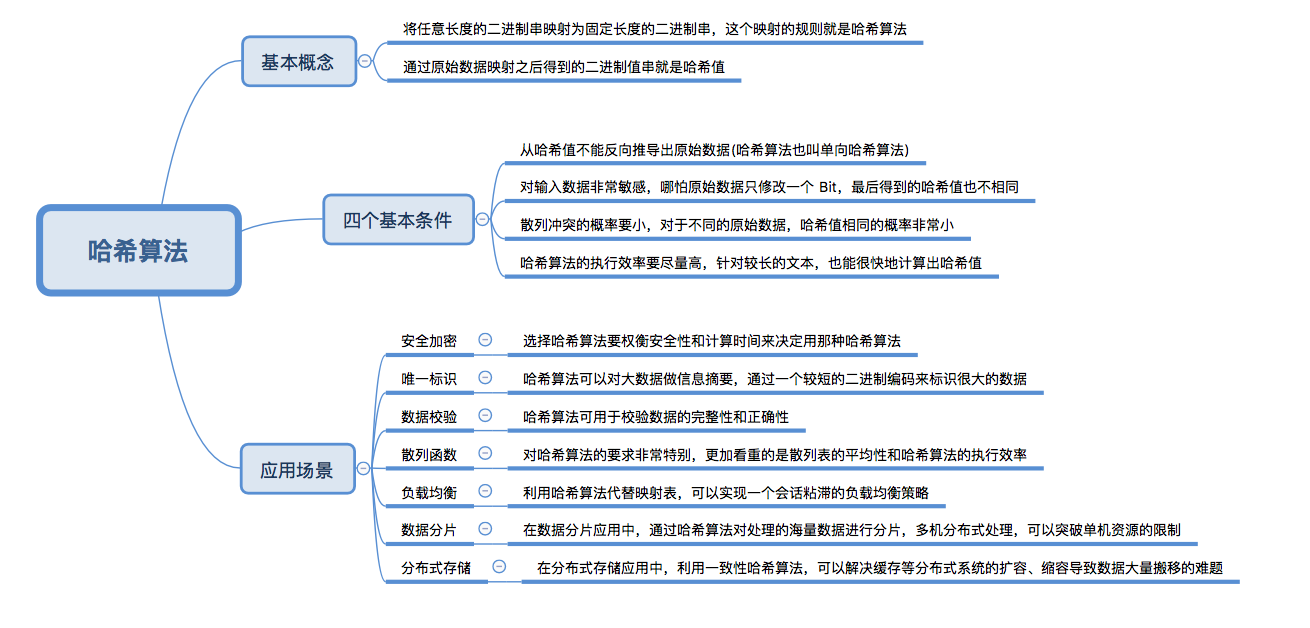 哈希算法
基本概念
将任意长度的二进制串映射为固定长度的二进制串，这个映射的规则就是哈希算法
通过原始数据映射之后得到的二进制值串就是哈希值
四个基本条件
从哈希值不能反向推导出原始数据(哈希算法也叫单向哈希算法)
对输入数据非常敏感，哪怕原始数据只修改一个 Bit，最后得到的哈希值也不相同
散列冲突的概率要小，对于不同的原始数据，哈希值相同的概率非常小
哈希算法的执行效率要尽量高，针对较长的文本，也能很快地计算出哈希值
应用场景
安全加密 选择哈希算法要权衡安全性和计算时间来决定用那种哈希算法
唯一标识 哈希算法可以对大数据做信息摘要，通过一个较短的二进制编码来标识很大的数据
数据校验 哈希算法可用于校验数据的完整性和正确性
散列函数 对哈希算法的要求非常特别，更加看重的是散列表的平均性和哈希算法的执行效率
负载均衡 利用哈希算法代替映射表，可以实现一个会话粘滞的负载均衡策略
数据分片 在数据分片应用中，通过哈希算法对处理的海量数据进行分片，多机分布式处理，可以突破单机资源的限制
分布式存储 在分布式存储应用中，利用一致性哈希算法，可以解决缓存等分布式系统的扩容、缩容导致数据大量搬移的难题